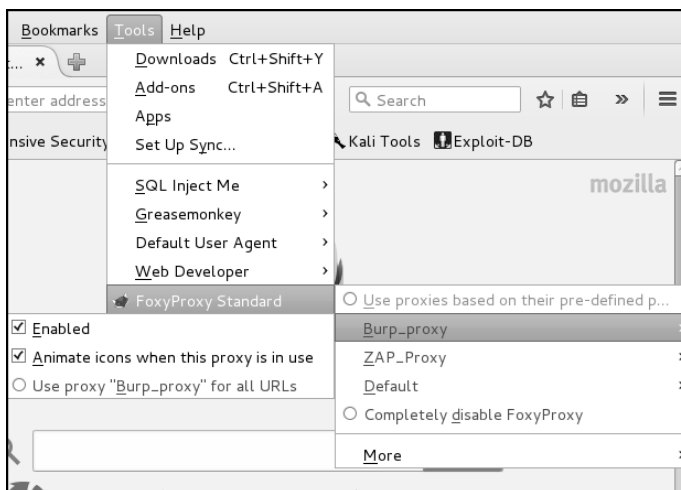 Bookmarks Tools Help
t...
Downloads Ctrl+Shift+Y
enter address
Add-ons Ctrl+Shift+A
Search
Apps
nsive Security
Set Up Sync...
Kali Tools
Exploit-DB
mozilla
SQL Inject Me
Greasemonkey
Default User Agent
Web Developer
FoxyProxy Standard
Use proxies based on their pre-defined p...
Enabled
Burp_proxy
Animate icons when this proxy is in use
ZAP_Proxy
Use proxy "Burp_proxy" for all URLs
Default
Completely disable FoxyProxy
More